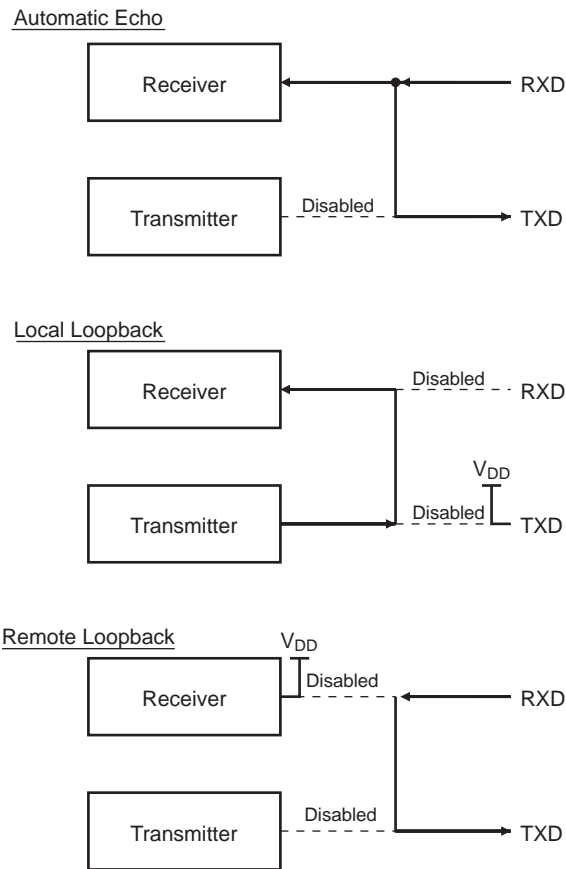 Automatic Echo
Receiver
RXD
Transmitter
Disabled
TXD
Local Loopback
Receiver
Disabled
RXD
VDD
Transmitter
Disabled
TXD
Remote Loopback
VDD
Receiver
Disabled
RXD
Transmitter
Disabled
TXD